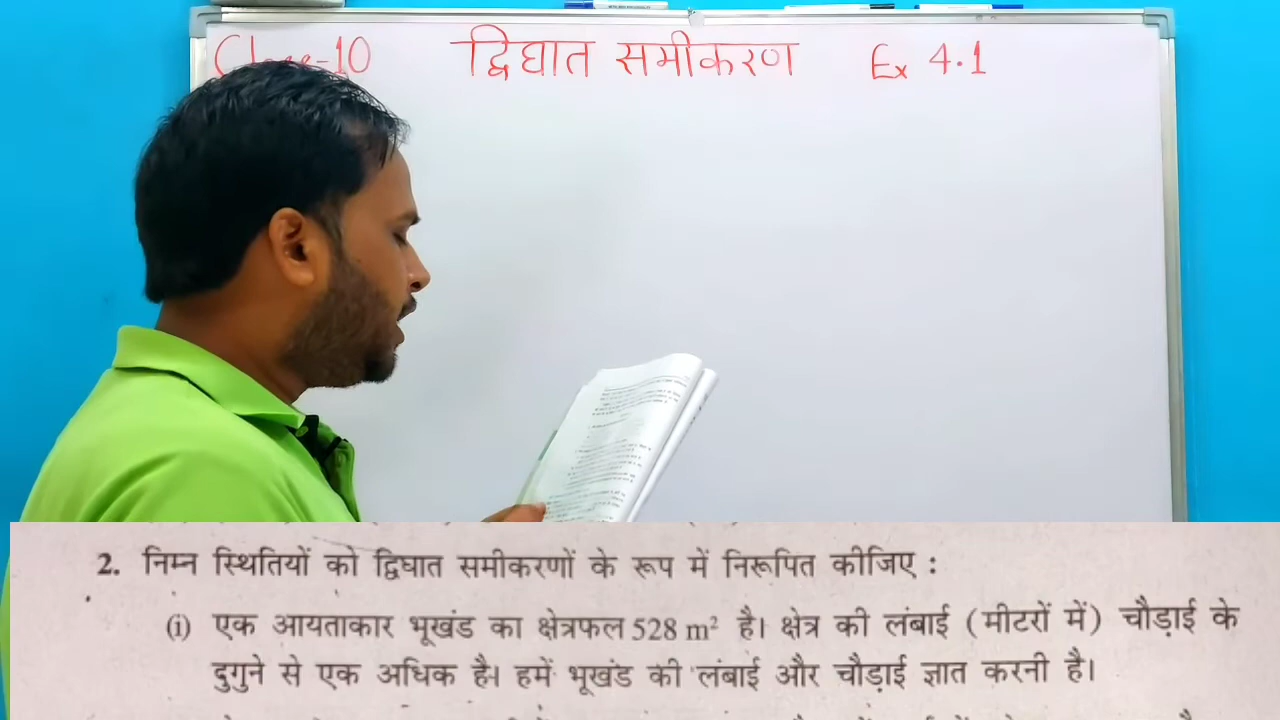 Class-10 द्विघात समीकरण Ex 4.1
2. निम्न स्थितियों को द्विघात समीकरणों के रूप में निरूपित कीजिए :
(i) एक आयताकार भूखंड का क्षेत्रफल 528 m² है। क्षेत्र की लंबाई (मीटरों में) चौड़ाई के
दुगुने से एक अधिक है। हमें भूखंड की लंबाई और चौड़ाई ज्ञात करनी है।